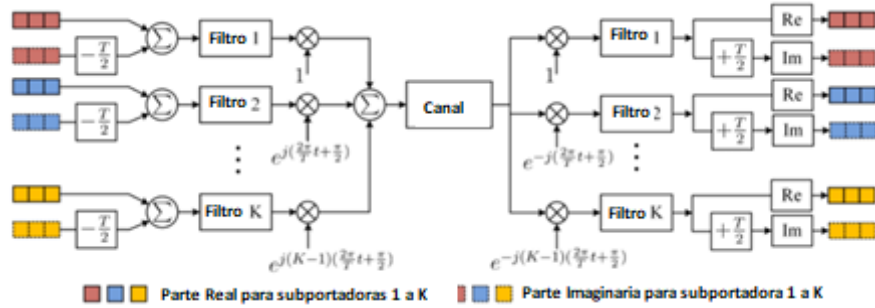 Filtro 1
−T/2
∑
1
Filtro 2
−T/2
∑
e^{j(2π/T t+π/2)}
⋮
Filtro K
−T/2
∑
e^{j(K−1)(2π/T t+π/2)}
∑
Canal
1
Filtro 1
Re
+T/2
Im
e^{−j(2π/T t+π/2)}
Filtro 2
Re
+T/2
Im
⋮
e^{−j(K−1)(2π/T t+π/2)}
Filtro K
Re
+T/2
Im
Parte Real para subportadoras 1 a K
Parte Imaginaria para subportadora 1 a K